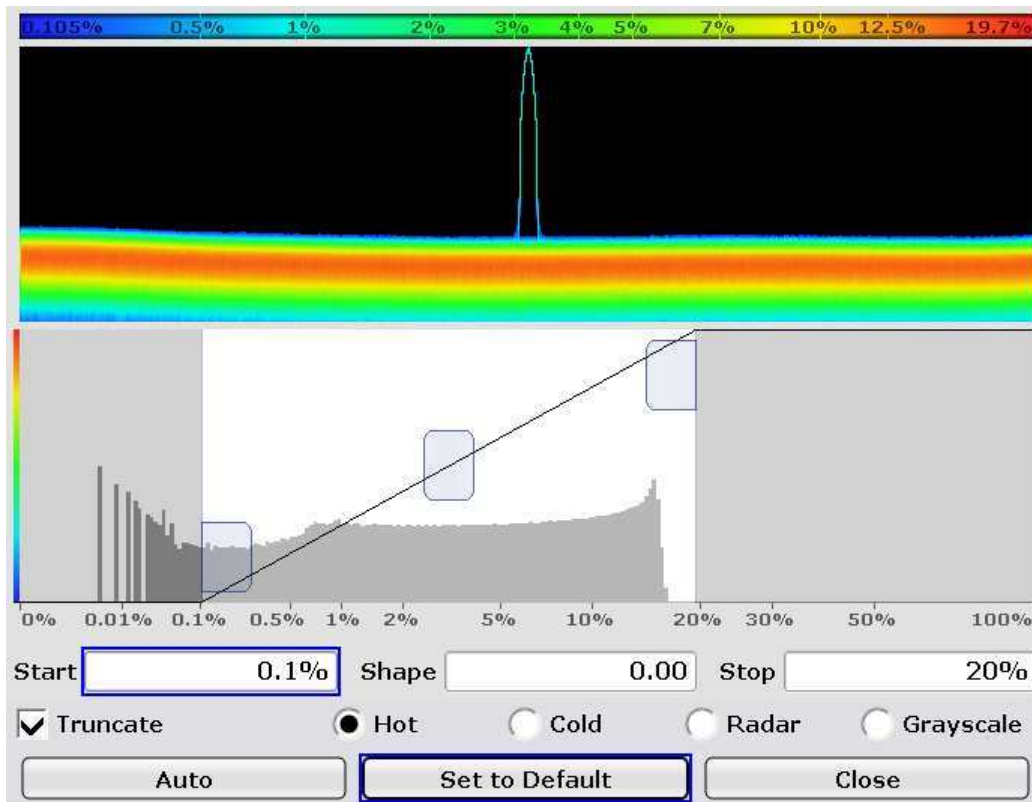 0.105% 0.5% 1% 2% 3% 4% 5% 7% 10% 12.5% 19.7%
0% 0.01% 0.1% 0.5% 1% 2% 5% 10% 20% 30% 50% 100%
Start 0.1% Shape 0.00 Stop 20%
Truncate Hot Cold Radar Grayscale
Auto Set to Default Close